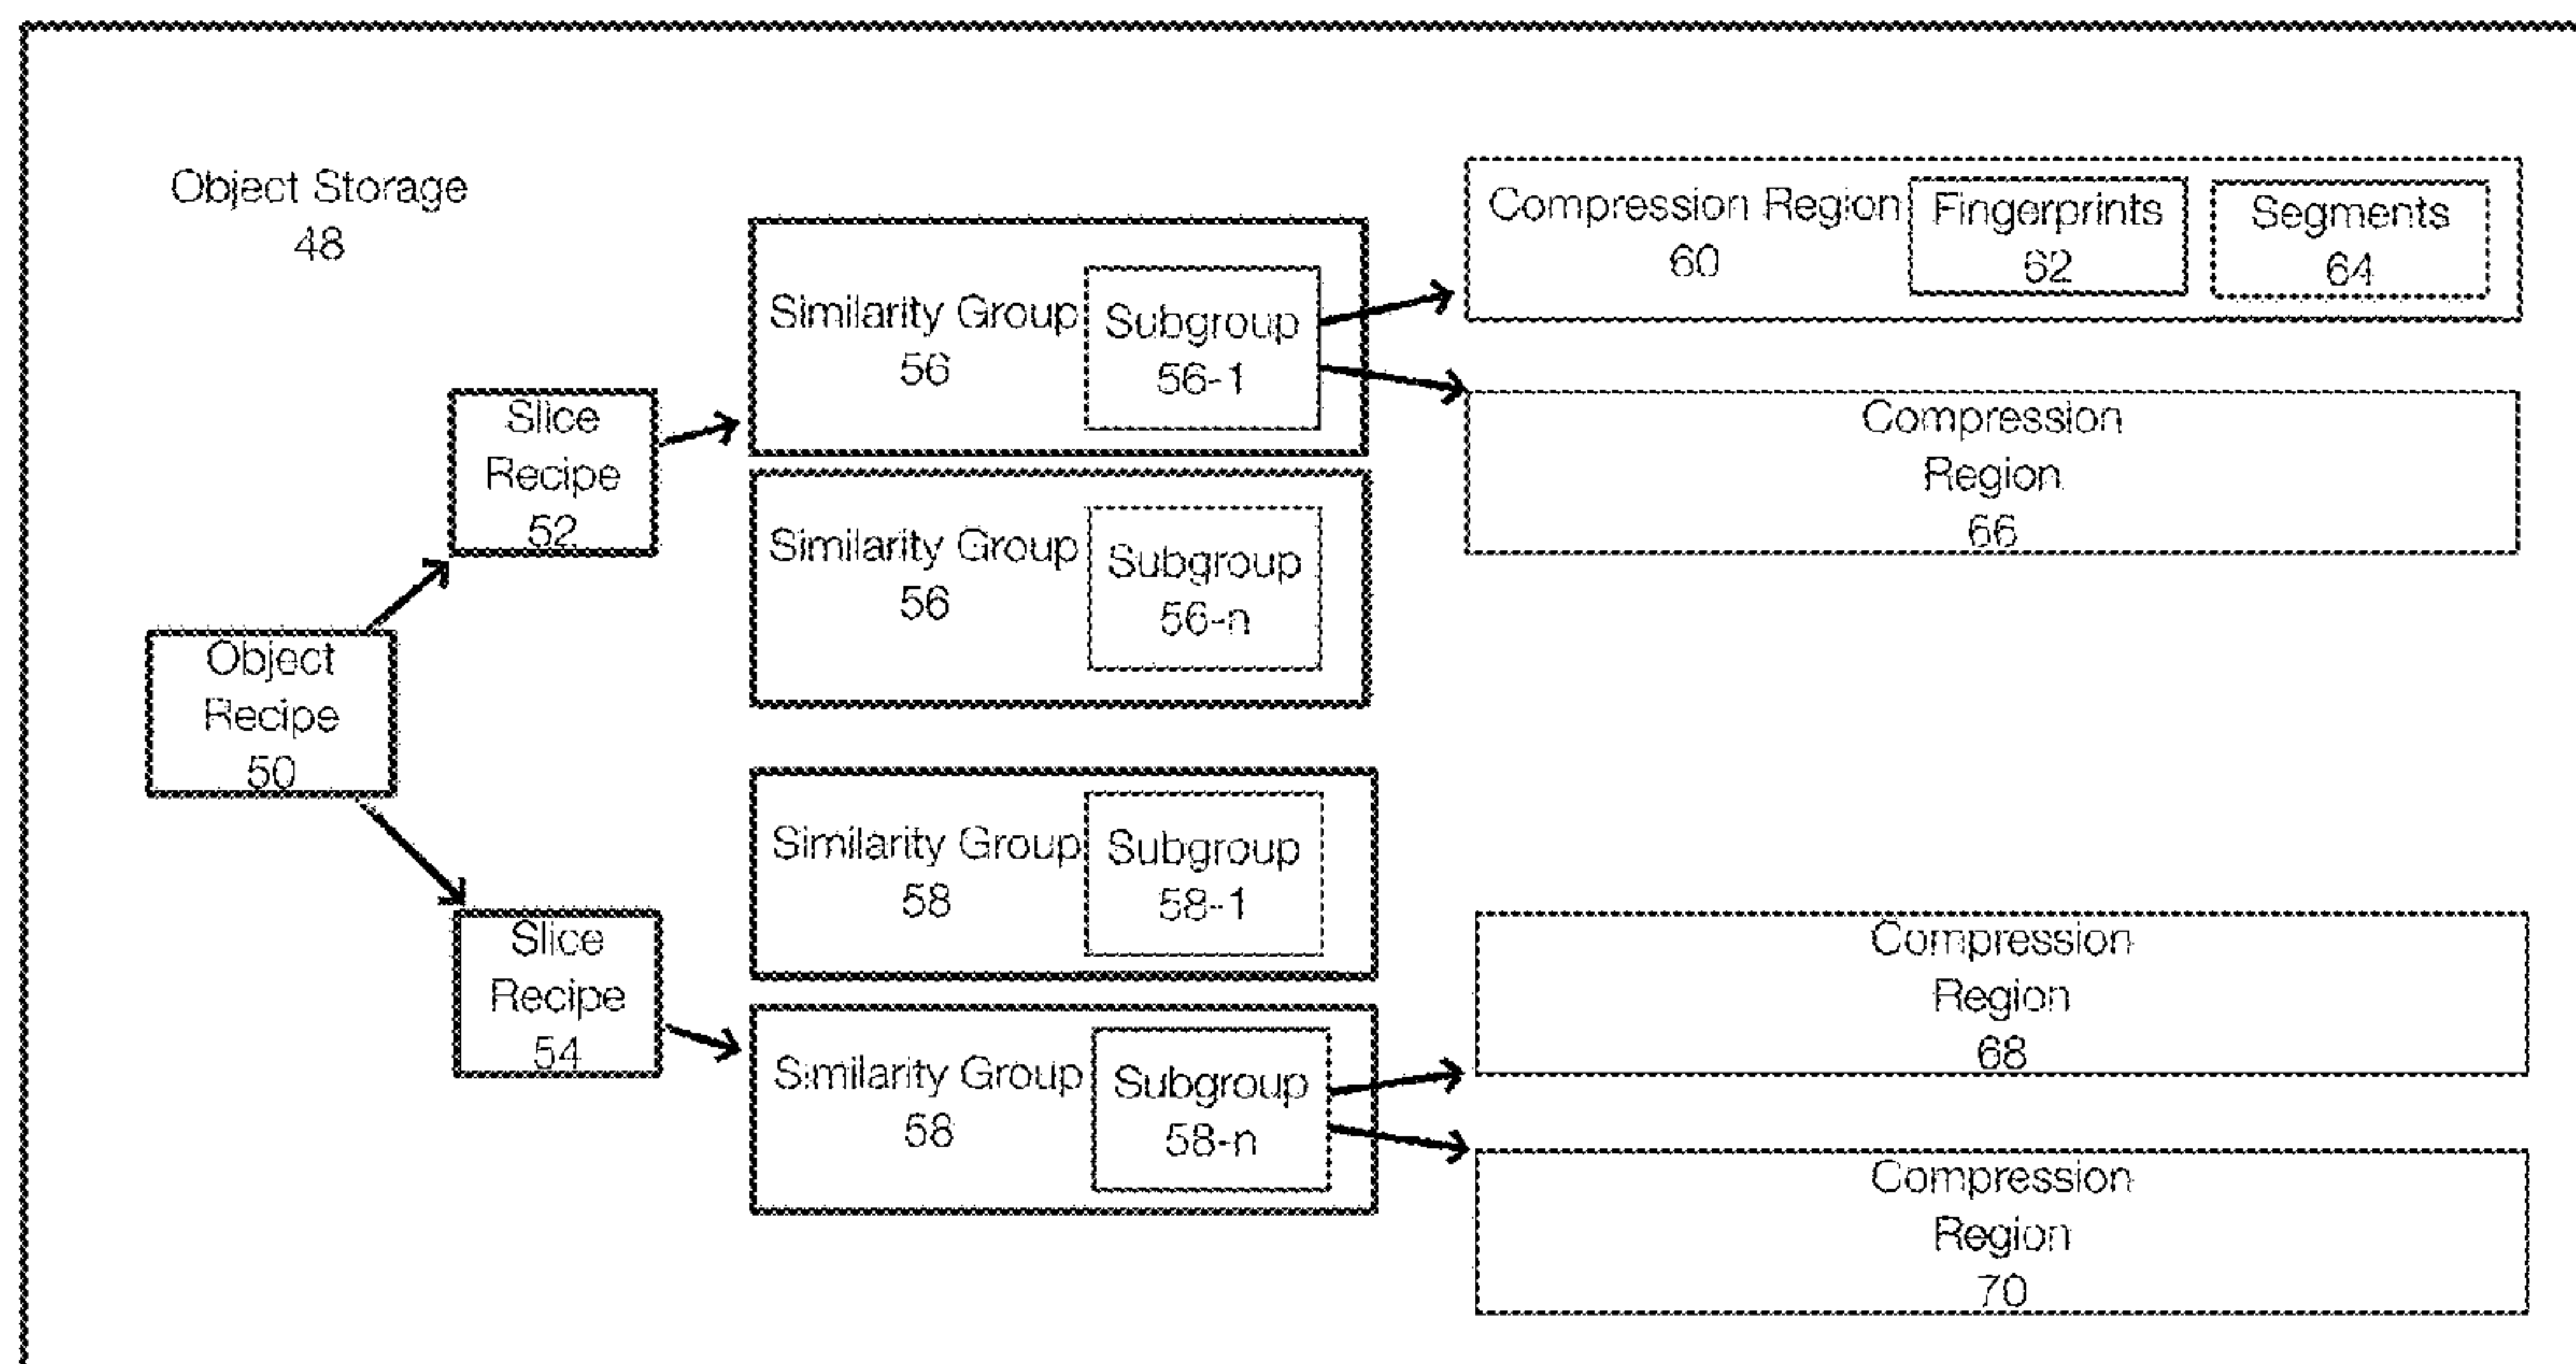 Object Storage
48
Compression Region
60
Fingerprints
62
Segments
64
Similarity Group
56
Subgroup
56-1
Slice
Recipe
52
Compression
Region
66
Similarity Group
56
Subgroup
56-n
Object
Recipe
50
Similarity Group
58
Subgroup
58-1
Slice
Recipe
54
Compression
Region
68
Similarity Group
58
Subgroup
58-n
Compression
Region
70